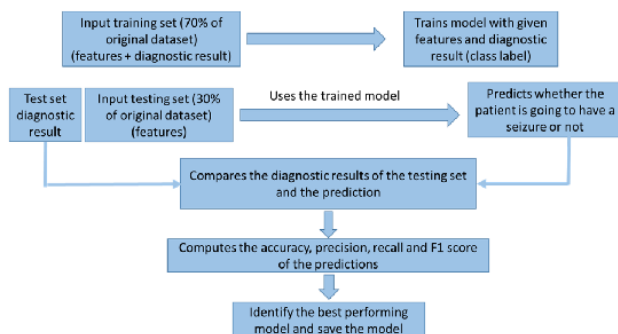 Input training set (70%
of original dataset)
(features + diagnostic result)
Trains model with given
features and diagnostic
result (class label)
Test set
diagnostic
result
Input testing set (30%
of original dataset)
(features)
Uses the trained model
Predicts whether the
patient is going to have a
seizure or not
Compares the diagnostic results of the testing set
and the prediction
Computes the accuracy, precision, recall and F1 score
of the predictions
Identify the best performing
model and save the model